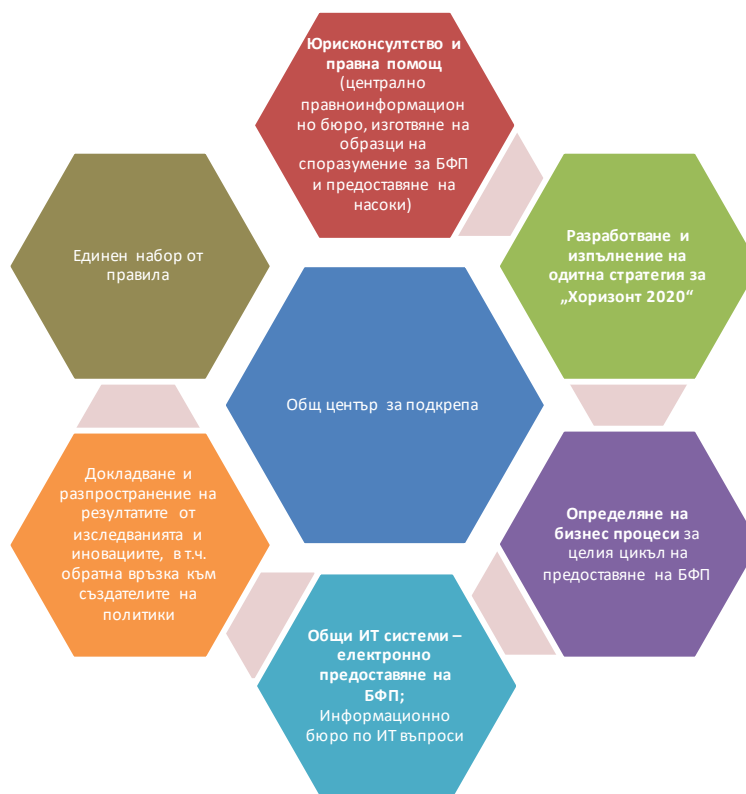 Юрисконсултство и
правна помощ
(централно
правноинформацион
но бюро, изготвяне на
образци на
споразумение за БФП
и предоставяне на
насоки)
Единен набор от
правила
Разработване и
изпълнение на
одитна стратегия за
„Хоризонт 2020“
Общ център за подкрепа
Докладване и
разпространение на
резултатите от
изследванията и
иновациите, в т.ч.
обратна връзка към
създателите на
политики
Определяне на
бизнес процеси за
целия цикъл на
предоставяне на БФП
Общи ИТ системи –
електронно
предоставяне на
БФП;
Информационно
бюро по ИТ въпроси